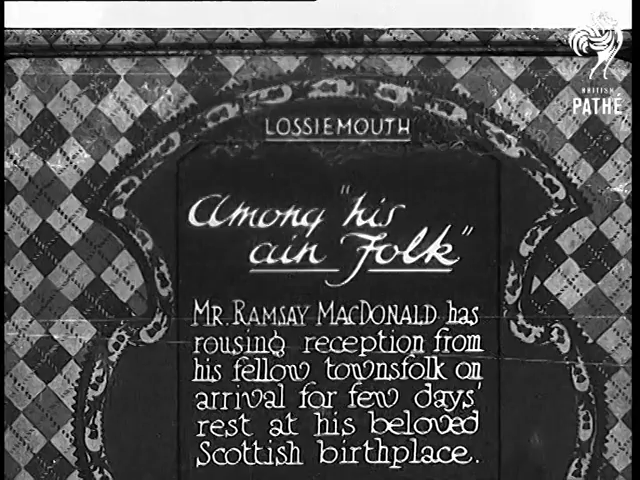 BRITISH
PATHÉ
LOSSIEMOUTH
Among "his
ain Folk"
MR. RAMSAY MACDONALD has
rousing reception from
his fellow townsfolk on
arrival for few days'
rest at his beloved
Scottish birthplace.